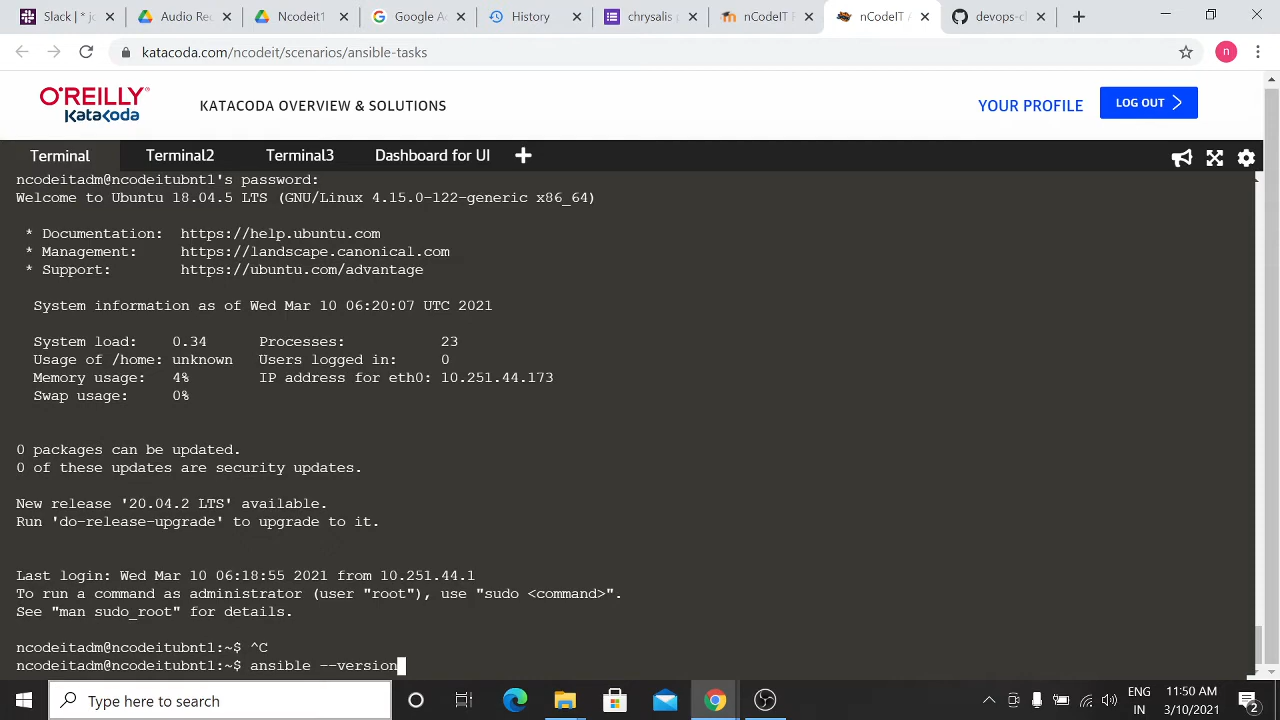 Slack | * jc
Audio Rec
Ncodeit1
Google Ac
History
chrysalis p
nCodeIT F
nCodeIT /
devops-cl
katacoda.com/ncodeit/scenarios/ansible-tasks
n
O'REILLY®
KataKoda
KATACODA OVERVIEW & SOLUTIONS
YOUR PROFILE
LOG OUT
Terminal Terminal2 Terminal3 Dashboard for UI
ncodeitadm@ncodeitubnt1's password:
Welcome to Ubuntu 18.04.5 LTS (GNU/Linux 4.15.0-122-generic x86_64)
* Documentation: https://help.ubuntu.com
* Management: https://landscape.canonical.com
* Support: https://ubuntu.com/advantage
System information as of Wed Mar 10 06:20:07 UTC 2021
System load: 0.34 Processes: 23
Usage of /home: unknown Users logged in: 0
Memory usage: 4% IP address for eth0: 10.251.44.173
Swap usage: 0%
0 packages can be updated.
0 of these updates are security updates.
New release '20.04.2 LTS' available.
Run 'do-release-upgrade' to upgrade to it.
Last login: Wed Mar 10 06:18:55 2021 from 10.251.44.1
To run a command as administrator (user "root"), use "sudo <command>".
See "man sudo_root" for details.
ncodeitadm@ncodeitubnt1:~$ ^C
ncodeitadm@ncodeitubnt1:~$ ansible --version
Type here to search
ENG
IN
11:50 AM
3/10/2021
2